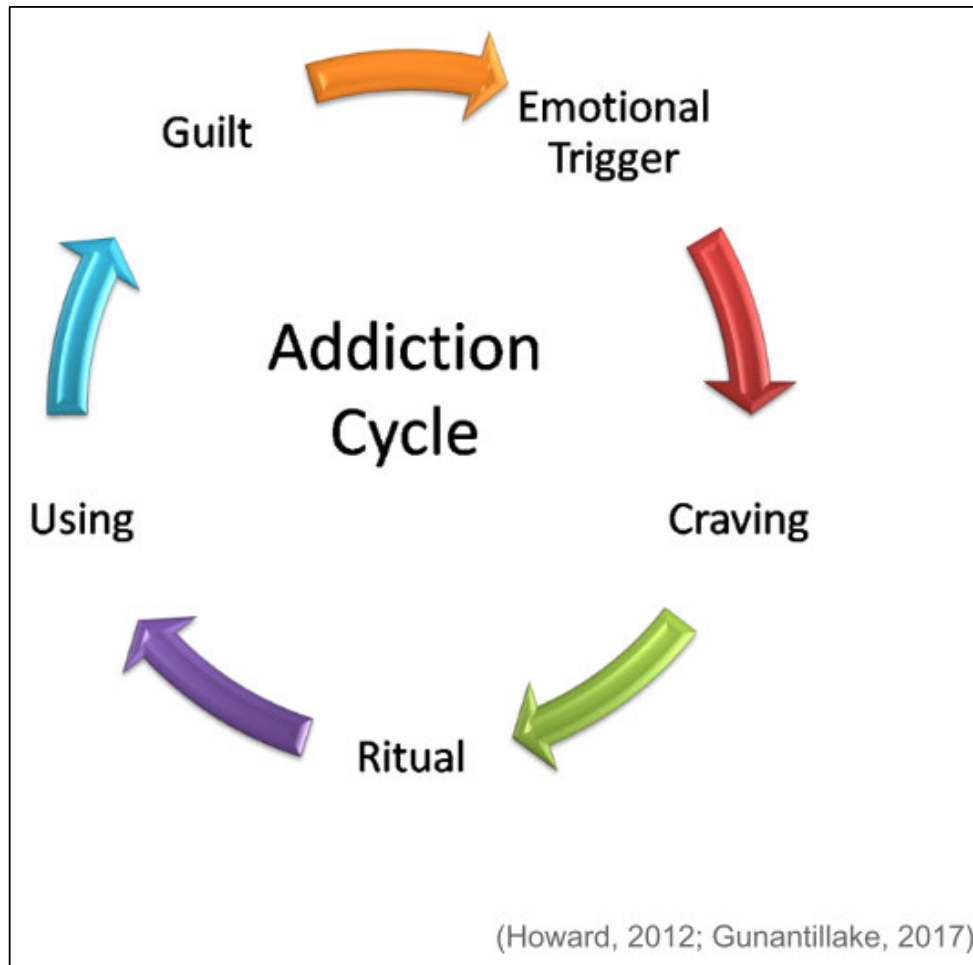 Guilt
Emotional
Trigger
Addiction
Cycle
Using
Craving
Ritual
(Howard, 2012; Gunantillake, 2017)